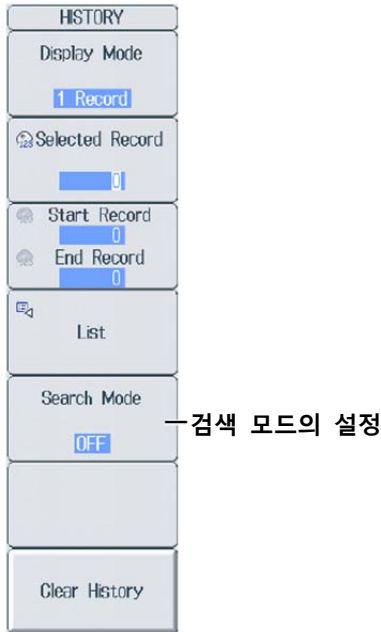 HISTORY
Display Mode
1 Record
Selected Record
0
Start Record
0
End Record
0
List
Search Mode
OFF
검색 모드의 설정
Clear History